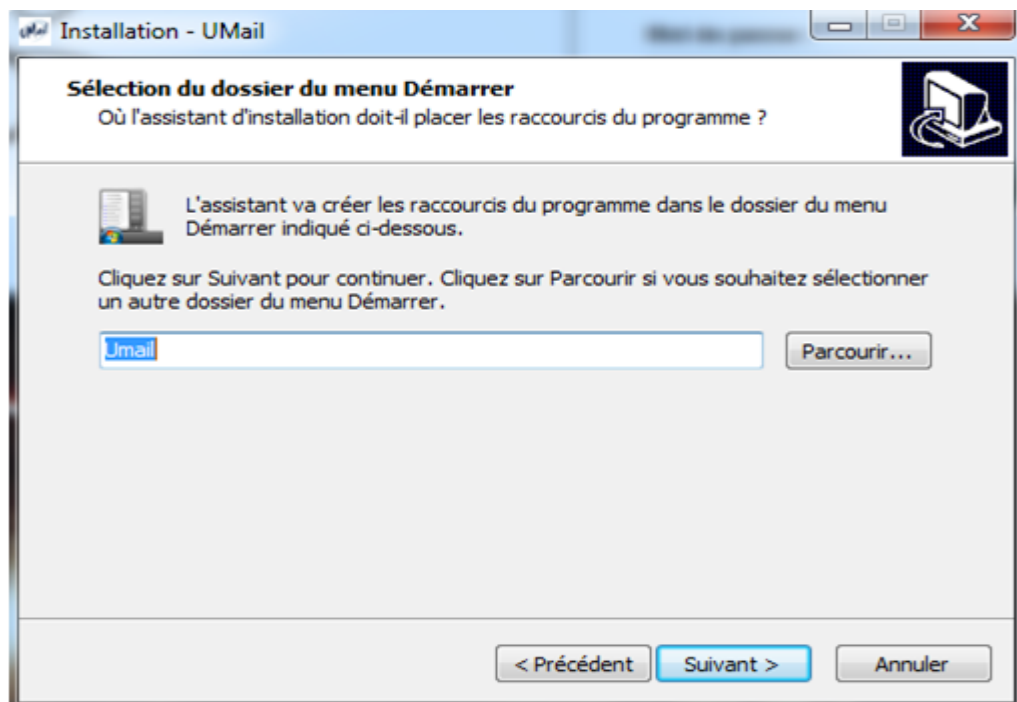 Installation - UMail
Sélection du dossier du menu Démarrer
Où l'assistant d'installation doit-il placer les raccourcis du programme ?
L'assistant va créer les raccourcis du programme dans le dossier du menu
Démarrer indiqué ci-dessous.
Cliquez sur Suivant pour continuer. Cliquez sur Parcourir si vous souhaitez sélectionner
un autre dossier du menu Démarrer.
Umail
Parcourir...
< Précédent
Suivant >
Annuler